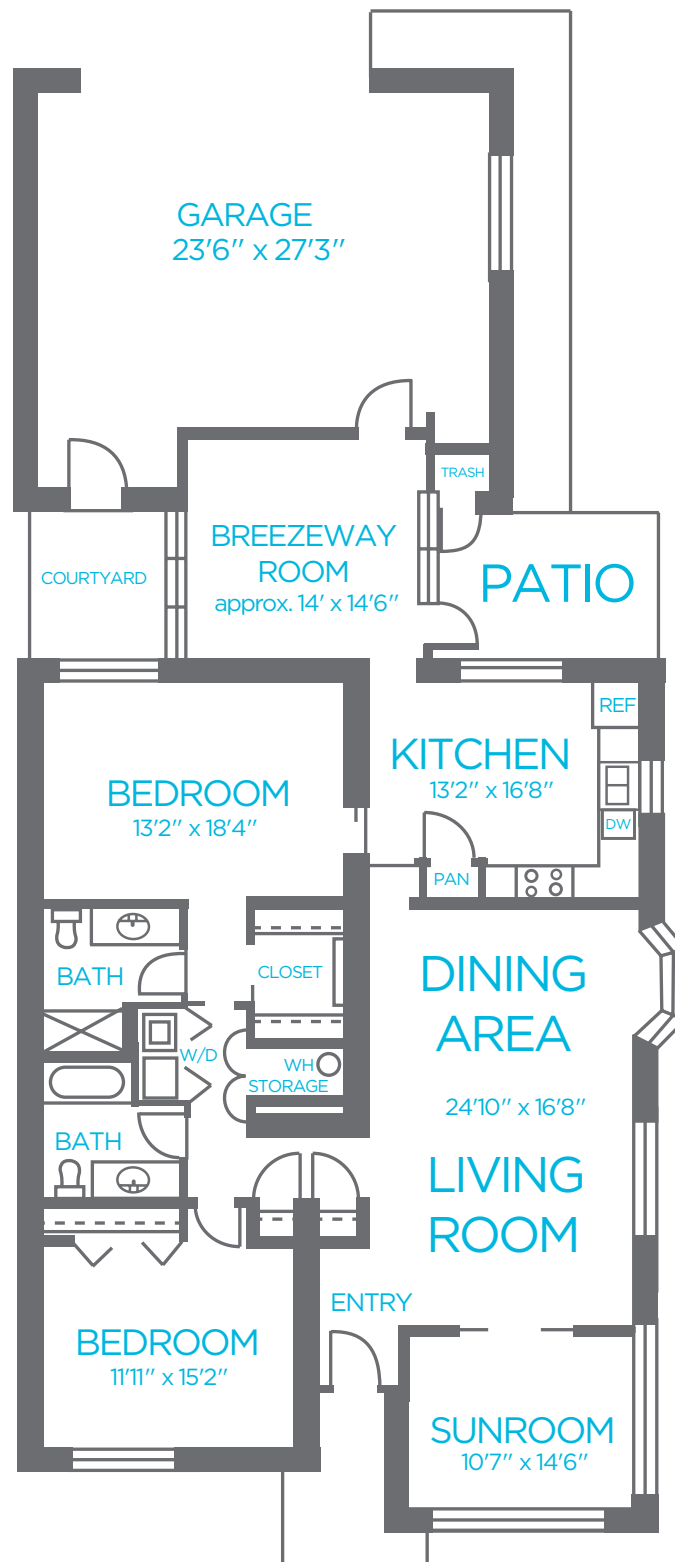 GARAGE
23'6" x 27'3"
TRASH
BREEZEWAY
ROOM
approx. 14' x 14'6"
COURTYARD
PATIO
REF
KITCHEN
13'2" x 16'8"
BEDROOM
13'2" x 18'4"
DW
PAN
BATH
CLOSET
DINING
AREA
W/D
WH
STORAGE
24'10" x 16'8"
BATH
LIVING
ROOM
ENTRY
BEDROOM
11'11" x 15'2"
SUNROOM
10'7" x 14'6"